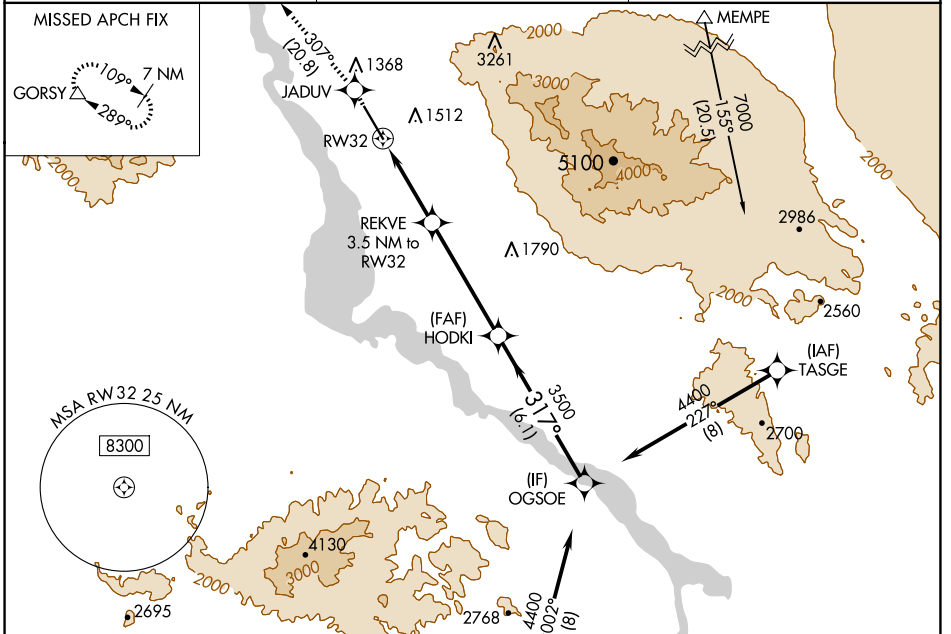 MISSED APCH FIX
7 NM
109°
GORSY
289°
307°
(20.8)
1368
JADUV
1512
RW32
3261
2000
3000
5100
4000
MEMPE
7000
155°
(20.5)
2000
2986
REKVE
3.5 NM to
RW32
1790
2000
2560
2000
(FAF)
HODKI
(IAF)
TASGE
3500
317°
(6.1)
4400
227°
(8)
2700
MSA RW32 25 NM
8300
(IF)
OGSOE
4130
3000
2000
2695
2768
4400
002°
(8)